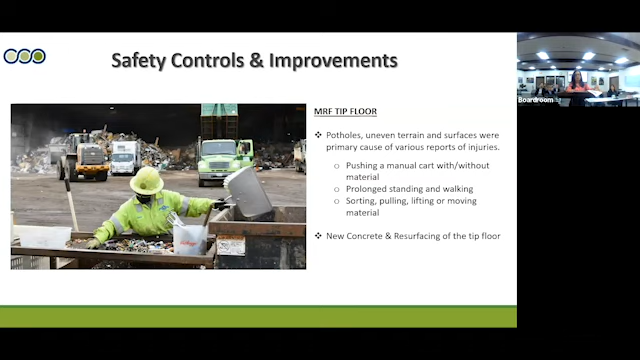 Safety Controls & Improvements
MRF TIP FLOOR
❖ Potholes, uneven terrain and surfaces were
primary cause of various reports of injuries.
o Pushing a manual cart with/without
material
o Prolonged standing and walking
o Sorting, pulling, lifting or moving
material
❖ New Concrete & Resurfacing of the tip floor
Boardroom